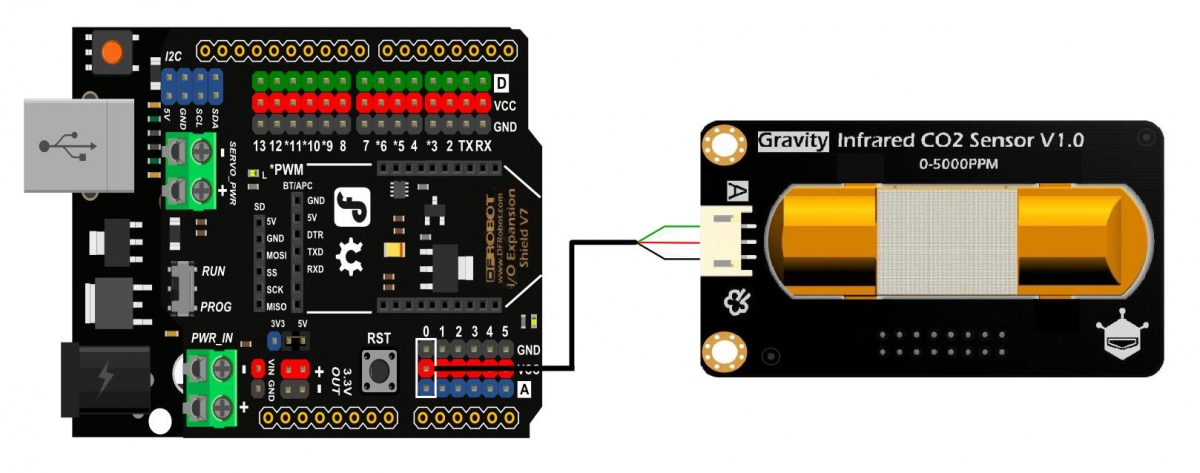 I2C
5V
GND
SCL
SDA
D
VCC
GND
13 12 *11 *10 *9 8 7 *6 *5 4 *3 2 TX RX
*PWM
L
SERVO_PWR
-
+
BT/APC
GND
5V
DTR
TXD
RXD
SD
5V
GND
MOSI
SS
SCK
MISO
DFROBOT
www.DFRobot.com
I/O Expansion
Shield V7
RUN
PROG
PWR_IN
-
+
3V3 5V
VIN
GND
+
-
3.3V
OUT
RST
0 1 2 3 4 5
GND
VCC
A
Gravity Infrared CO2 Sensor V1.0
0-5000PPM
A